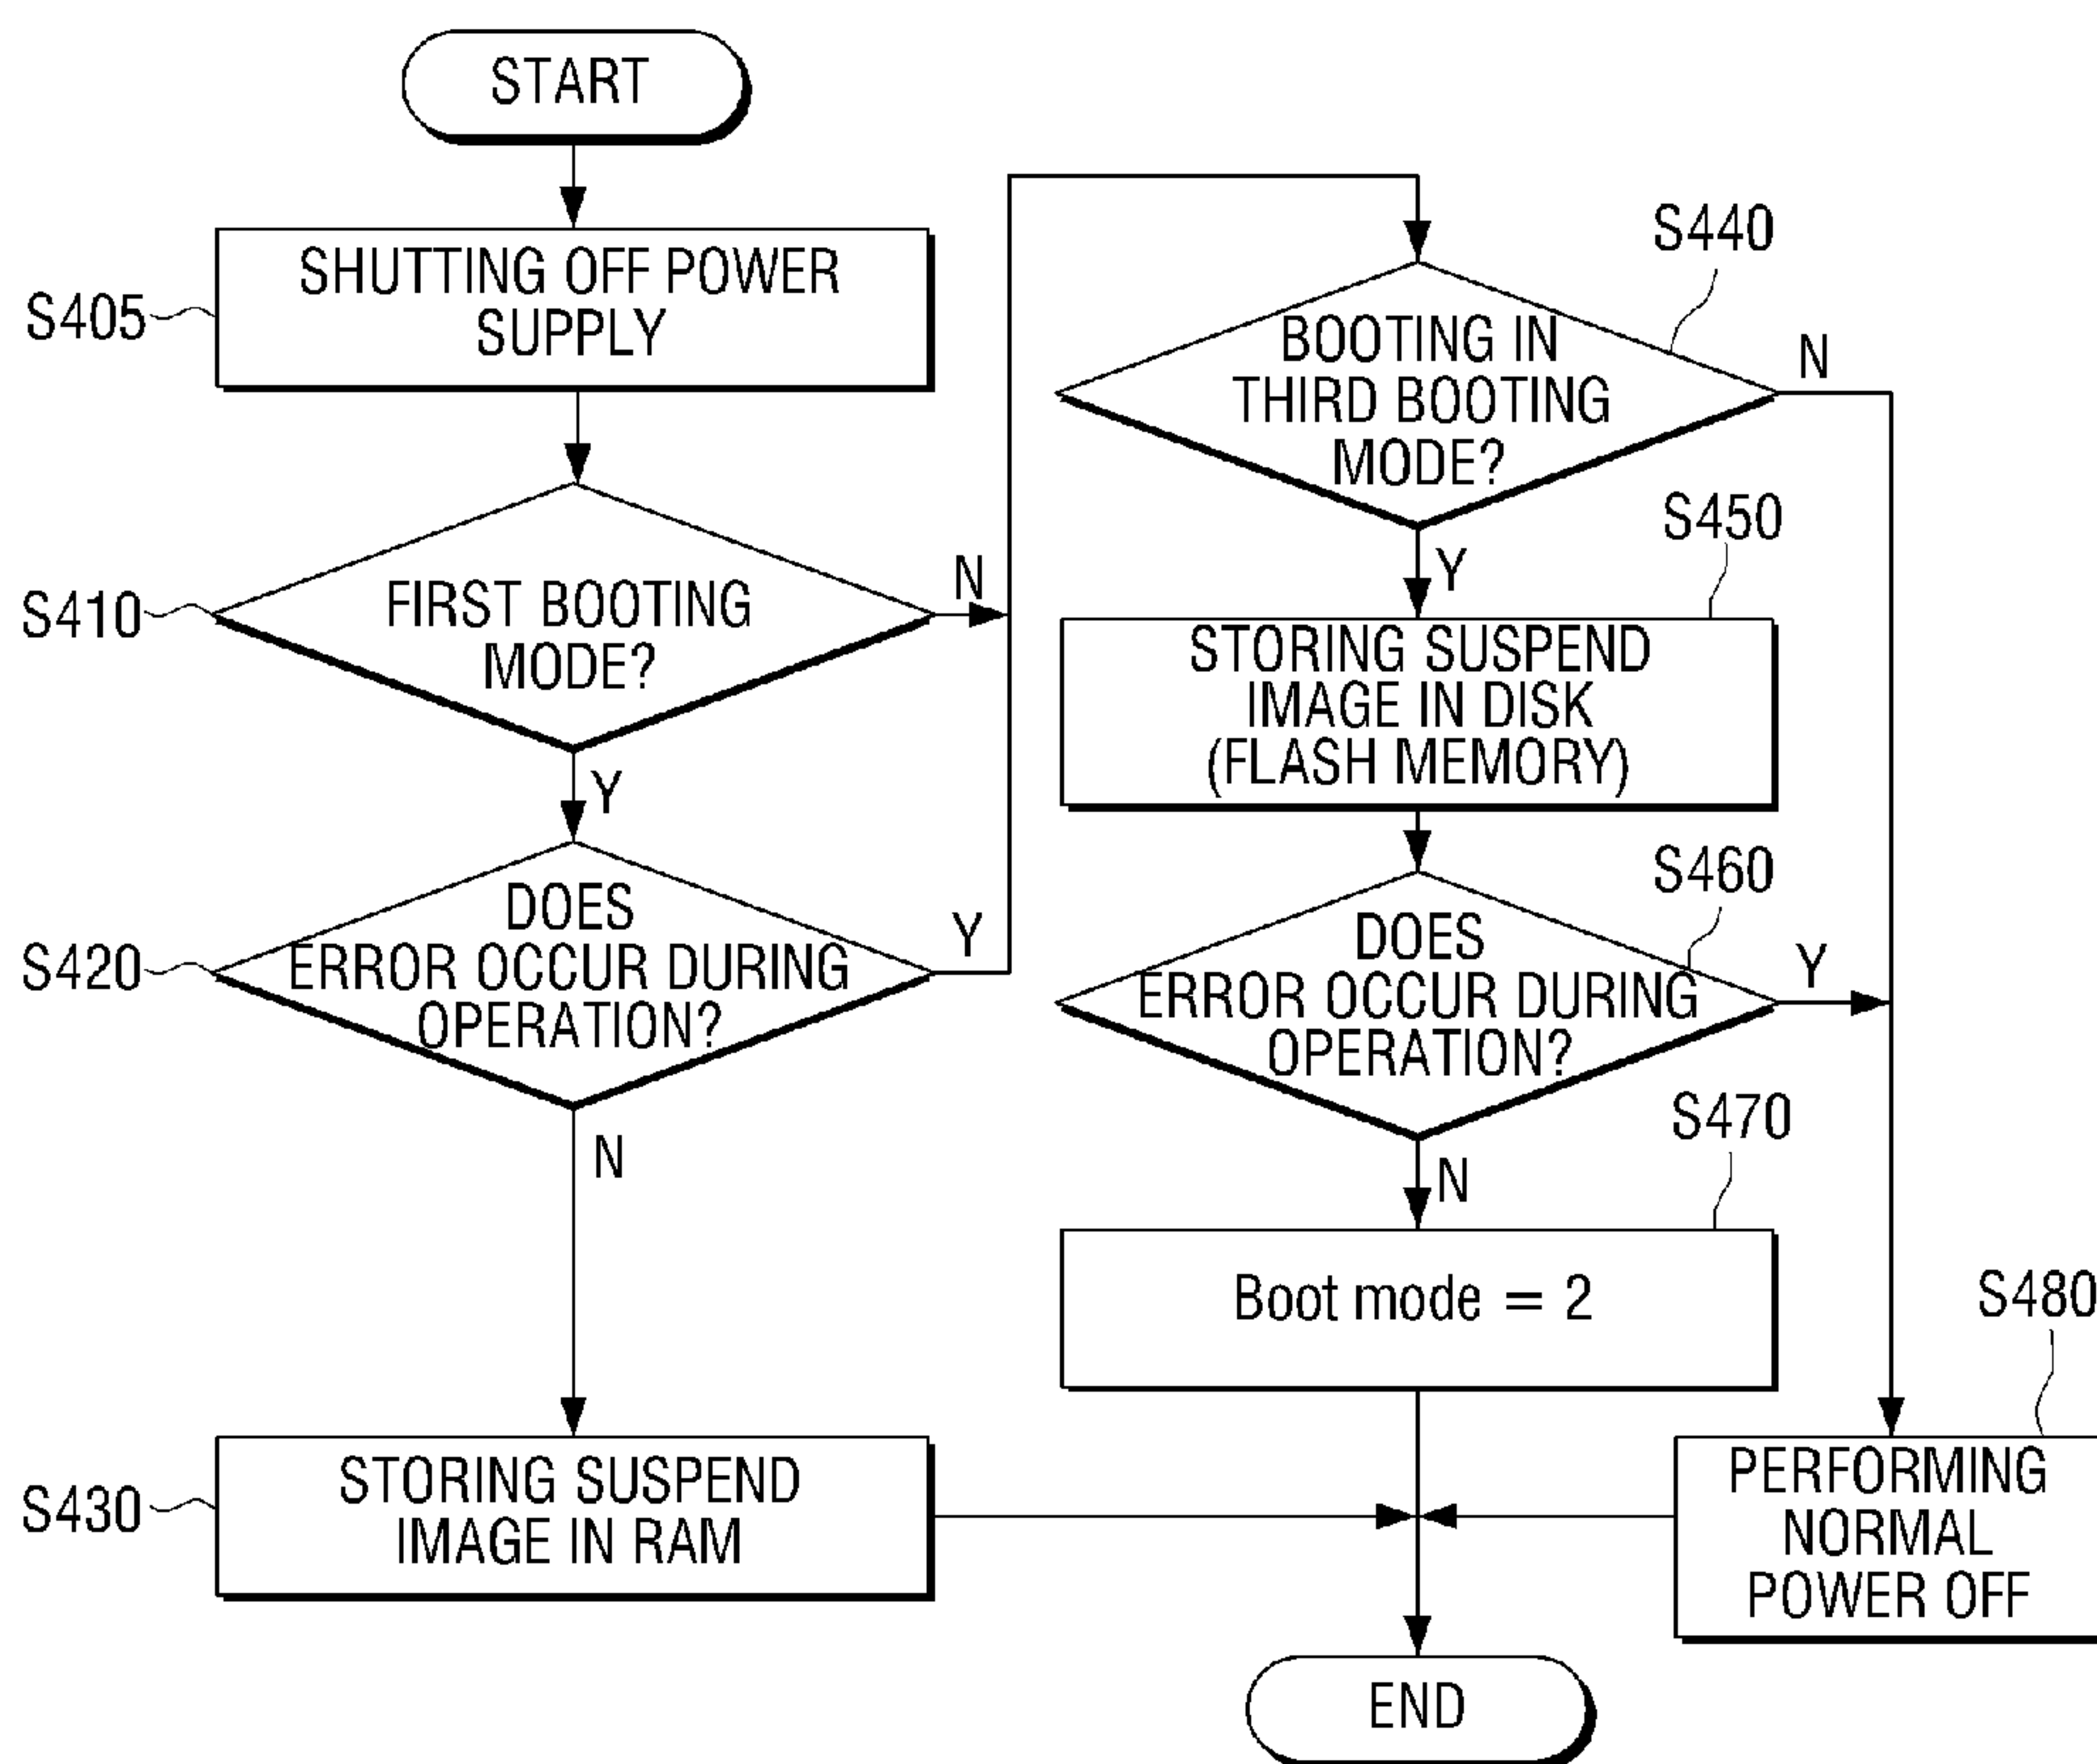 START
S405
SHUTTING OFF POWER
SUPPLY
S410
FIRST BOOTING
MODE?
N
Y
S420
DOES
ERROR OCCUR DURING
OPERATION?
Y
N
S430
STORING SUSPEND
IMAGE IN RAM
S440
BOOTING IN
THIRD BOOTING
MODE?
N
Y
S450
STORING SUSPEND
IMAGE IN DISK
(FLASH MEMORY)
S460
DOES
ERROR OCCUR DURING
OPERATION?
Y
N
S470
Boot mode = 2
S480
PERFORMING
NORMAL
POWER OFF
END